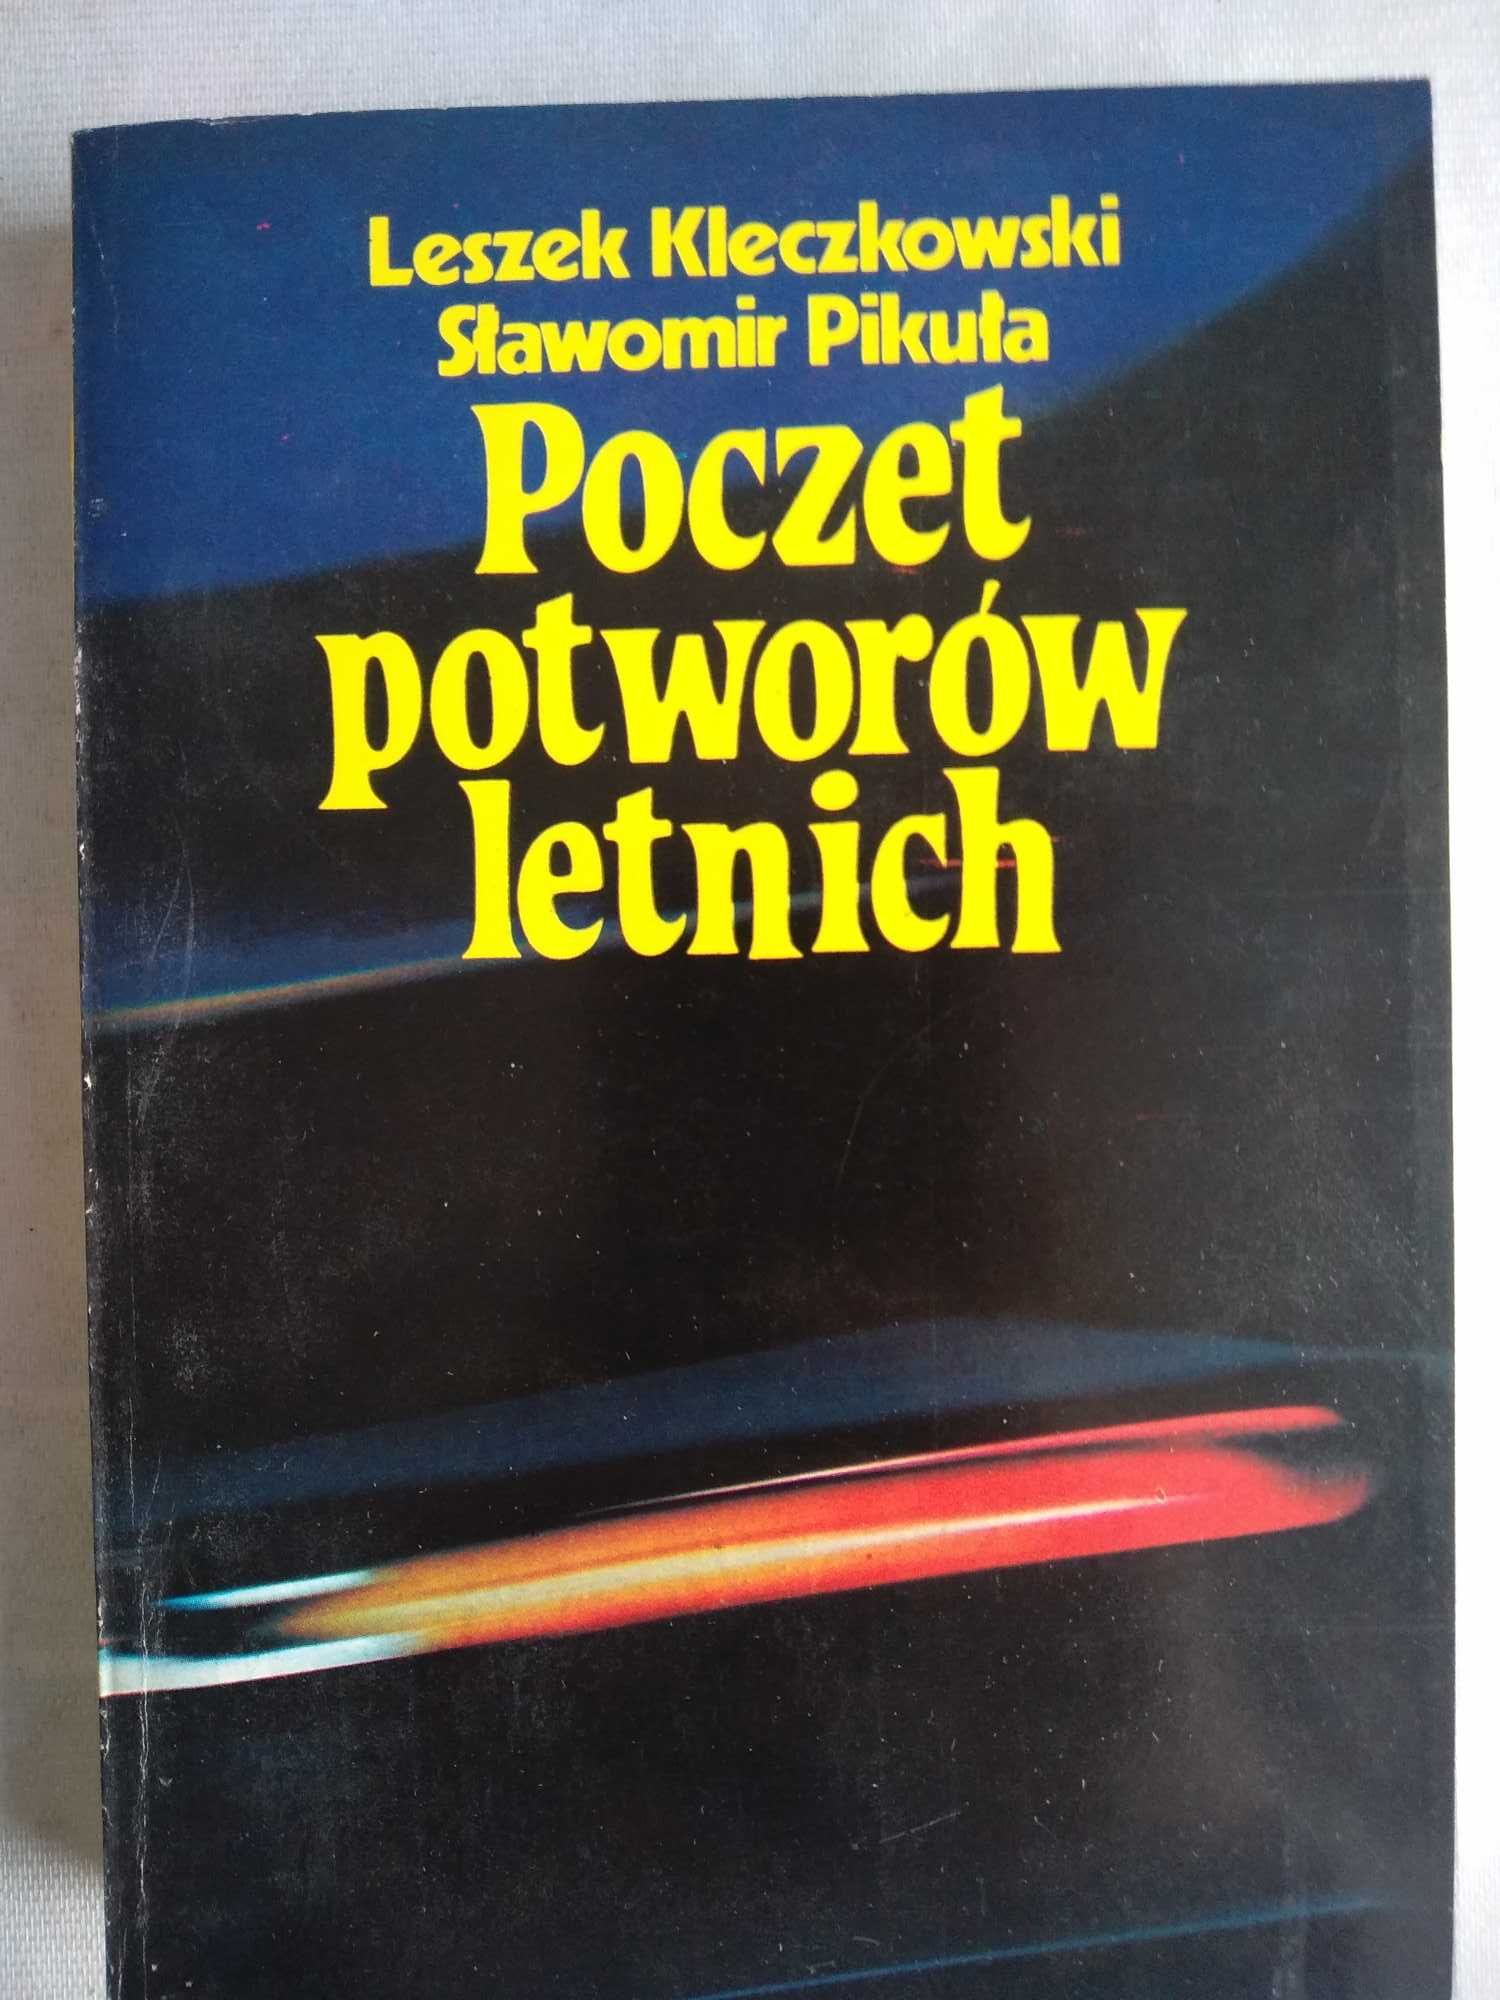 Leszek Kleczkowski
Sławomir Pikuła
Poczet
potworów
letnich